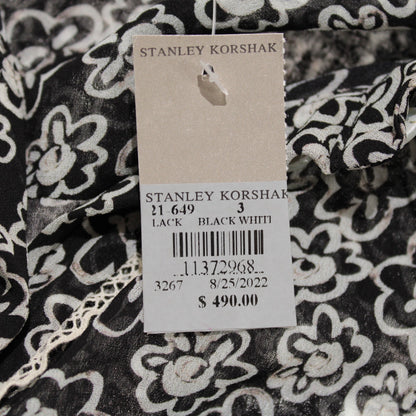 STANLEY KORSHAK
STANLEY KORSHAK
21 649 3
LACK BLACK WHITI
11372968
3267 8/25/2022
$ 490.00